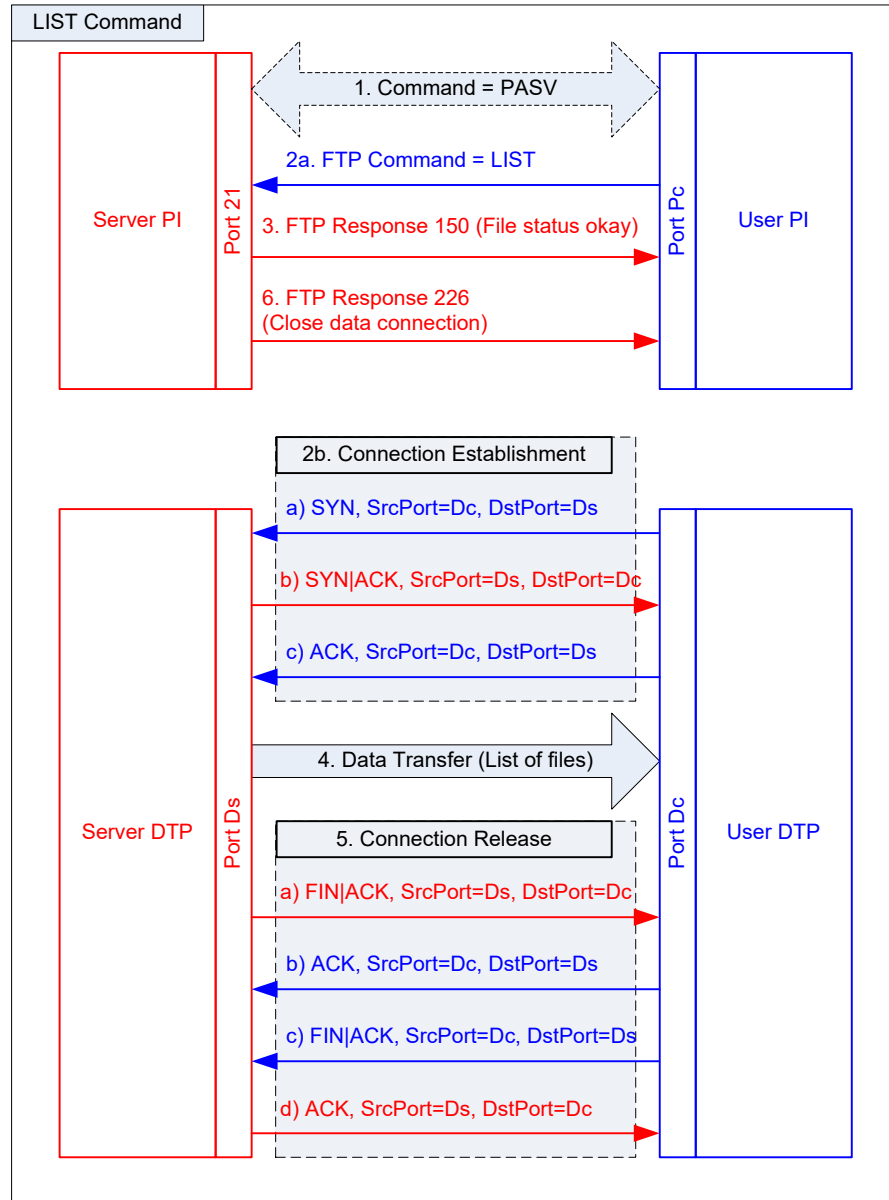 LIST Command
1. Command = PASV
2a. FTP Command = LIST
Server PI
Port 21
3. FTP Response 150 (File status okay)
Port Pc
User PI
6. FTP Response 226
(Close data connection)
2b. Connection Establishment
a) SYN, SrcPort=Dc, DstPort=Ds
b) SYN|ACK, SrcPort=Ds, DstPort=Dc
c) ACK, SrcPort=Dc, DstPort=Ds
4. Data Transfer (List of files)
Server DTP
Port Ds
Port Dc
User DTP
5. Connection Release
a) FIN|ACK, SrcPort=Ds, DstPort=Dc
b) ACK, SrcPort=Dc, DstPort=Ds
c) FIN|ACK, SrcPort=Dc, DstPort=Ds
d) ACK, SrcPort=Ds, DstPort=Dc